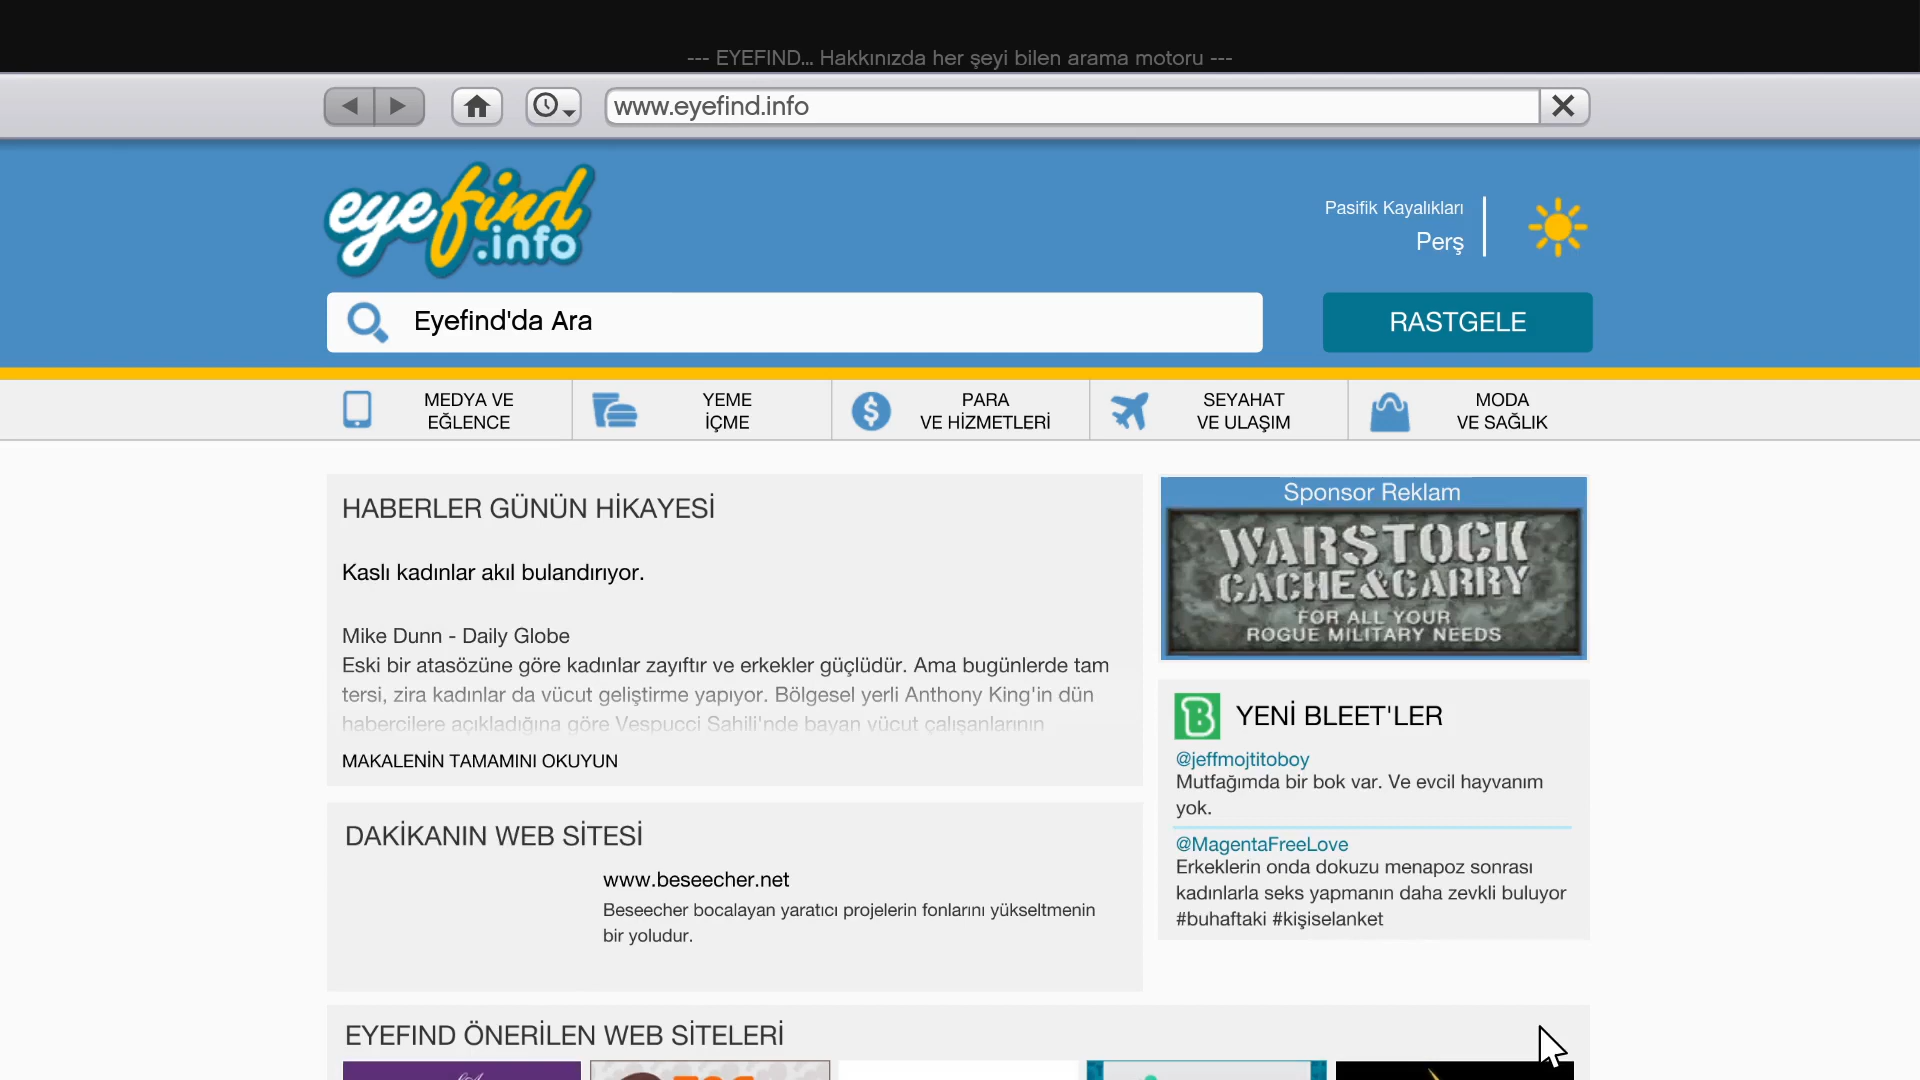 --- EYEFIND... Hakkınızda her şeyi bilen arama motoru ---
www.eyefind.info
eyefind
.info
Pasifik Kayalıkları
Perş
Eyefind'da Ara
RASTGELE
MEDYA VE
EĞLENCE
YEME
İÇME
PARA
VE HİZMETLERİ
SEYAHAT
VE ULAŞIM
MODA
VE SAĞLIK
HABERLER GÜNÜN HİKAYESİ
Kaslı kadınlar akıl bulandırıyor.
Mike Dunn - Daily Globe
Eski bir atasözüne göre kadınlar zayıftır ve erkekler güçlüdür. Ama bugünlerde tam
tersi, zira kadınlar da vücut geliştirme yapıyor. Bölgesel yerli Anthony King'in dün
habercilere açıkladığına göre Vespucci Sahili'nde bayan vücut çalışanlarının
MAKALENİN TAMAMINI OKUYUN
Sponsor Reklam
WARSTOCK
CACHE&CARRY
FOR ALL YOUR
ROGUE MILITARY NEEDS
YENİ BLEET'LER
@jeffmojtitoboy
Mutfağımda bir bok var. Ve evcil hayvanım
yok.
@MagentaFreeLove
Erkeklerin onda dokuzu menapoz sonrası
kadınlarla seks yapmanın daha zevkli buluyor
#buhaftaki #kişiselanket
DAKİKANIN WEB SİTESİ
www.beseecher.net
Beseecher bocalayan yaratıcı projelerin fonlarını yükseltmenin
bir yoludur.
EYEFIND ÖNERİLEN WEB SİTELERİ